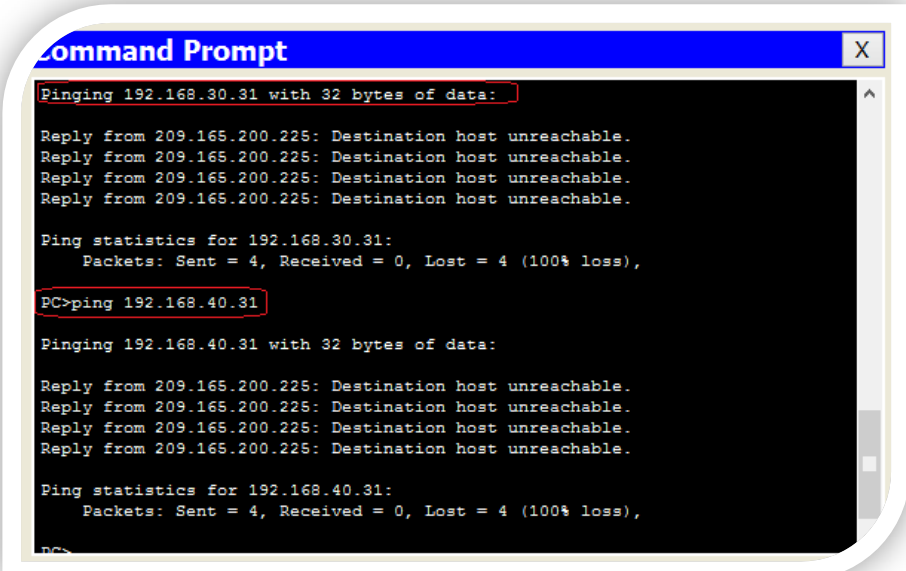 Command Prompt
X
Pinging 192.168.30.31 with 32 bytes of data:
Reply from 209.165.200.225: Destination host unreachable.
Reply from 209.165.200.225: Destination host unreachable.
Reply from 209.165.200.225: Destination host unreachable.
Reply from 209.165.200.225: Destination host unreachable.
Ping statistics for 192.168.30.31:
Packets: Sent = 4, Received = 0, Lost = 4 (100% loss),
PC>ping 192.168.40.31
Pinging 192.168.40.31 with 32 bytes of data:
Reply from 209.165.200.225: Destination host unreachable.
Reply from 209.165.200.225: Destination host unreachable.
Reply from 209.165.200.225: Destination host unreachable.
Reply from 209.165.200.225: Destination host unreachable.
Ping statistics for 192.168.40.31:
Packets: Sent = 4, Received = 0, Lost = 4 (100% loss),
PC>